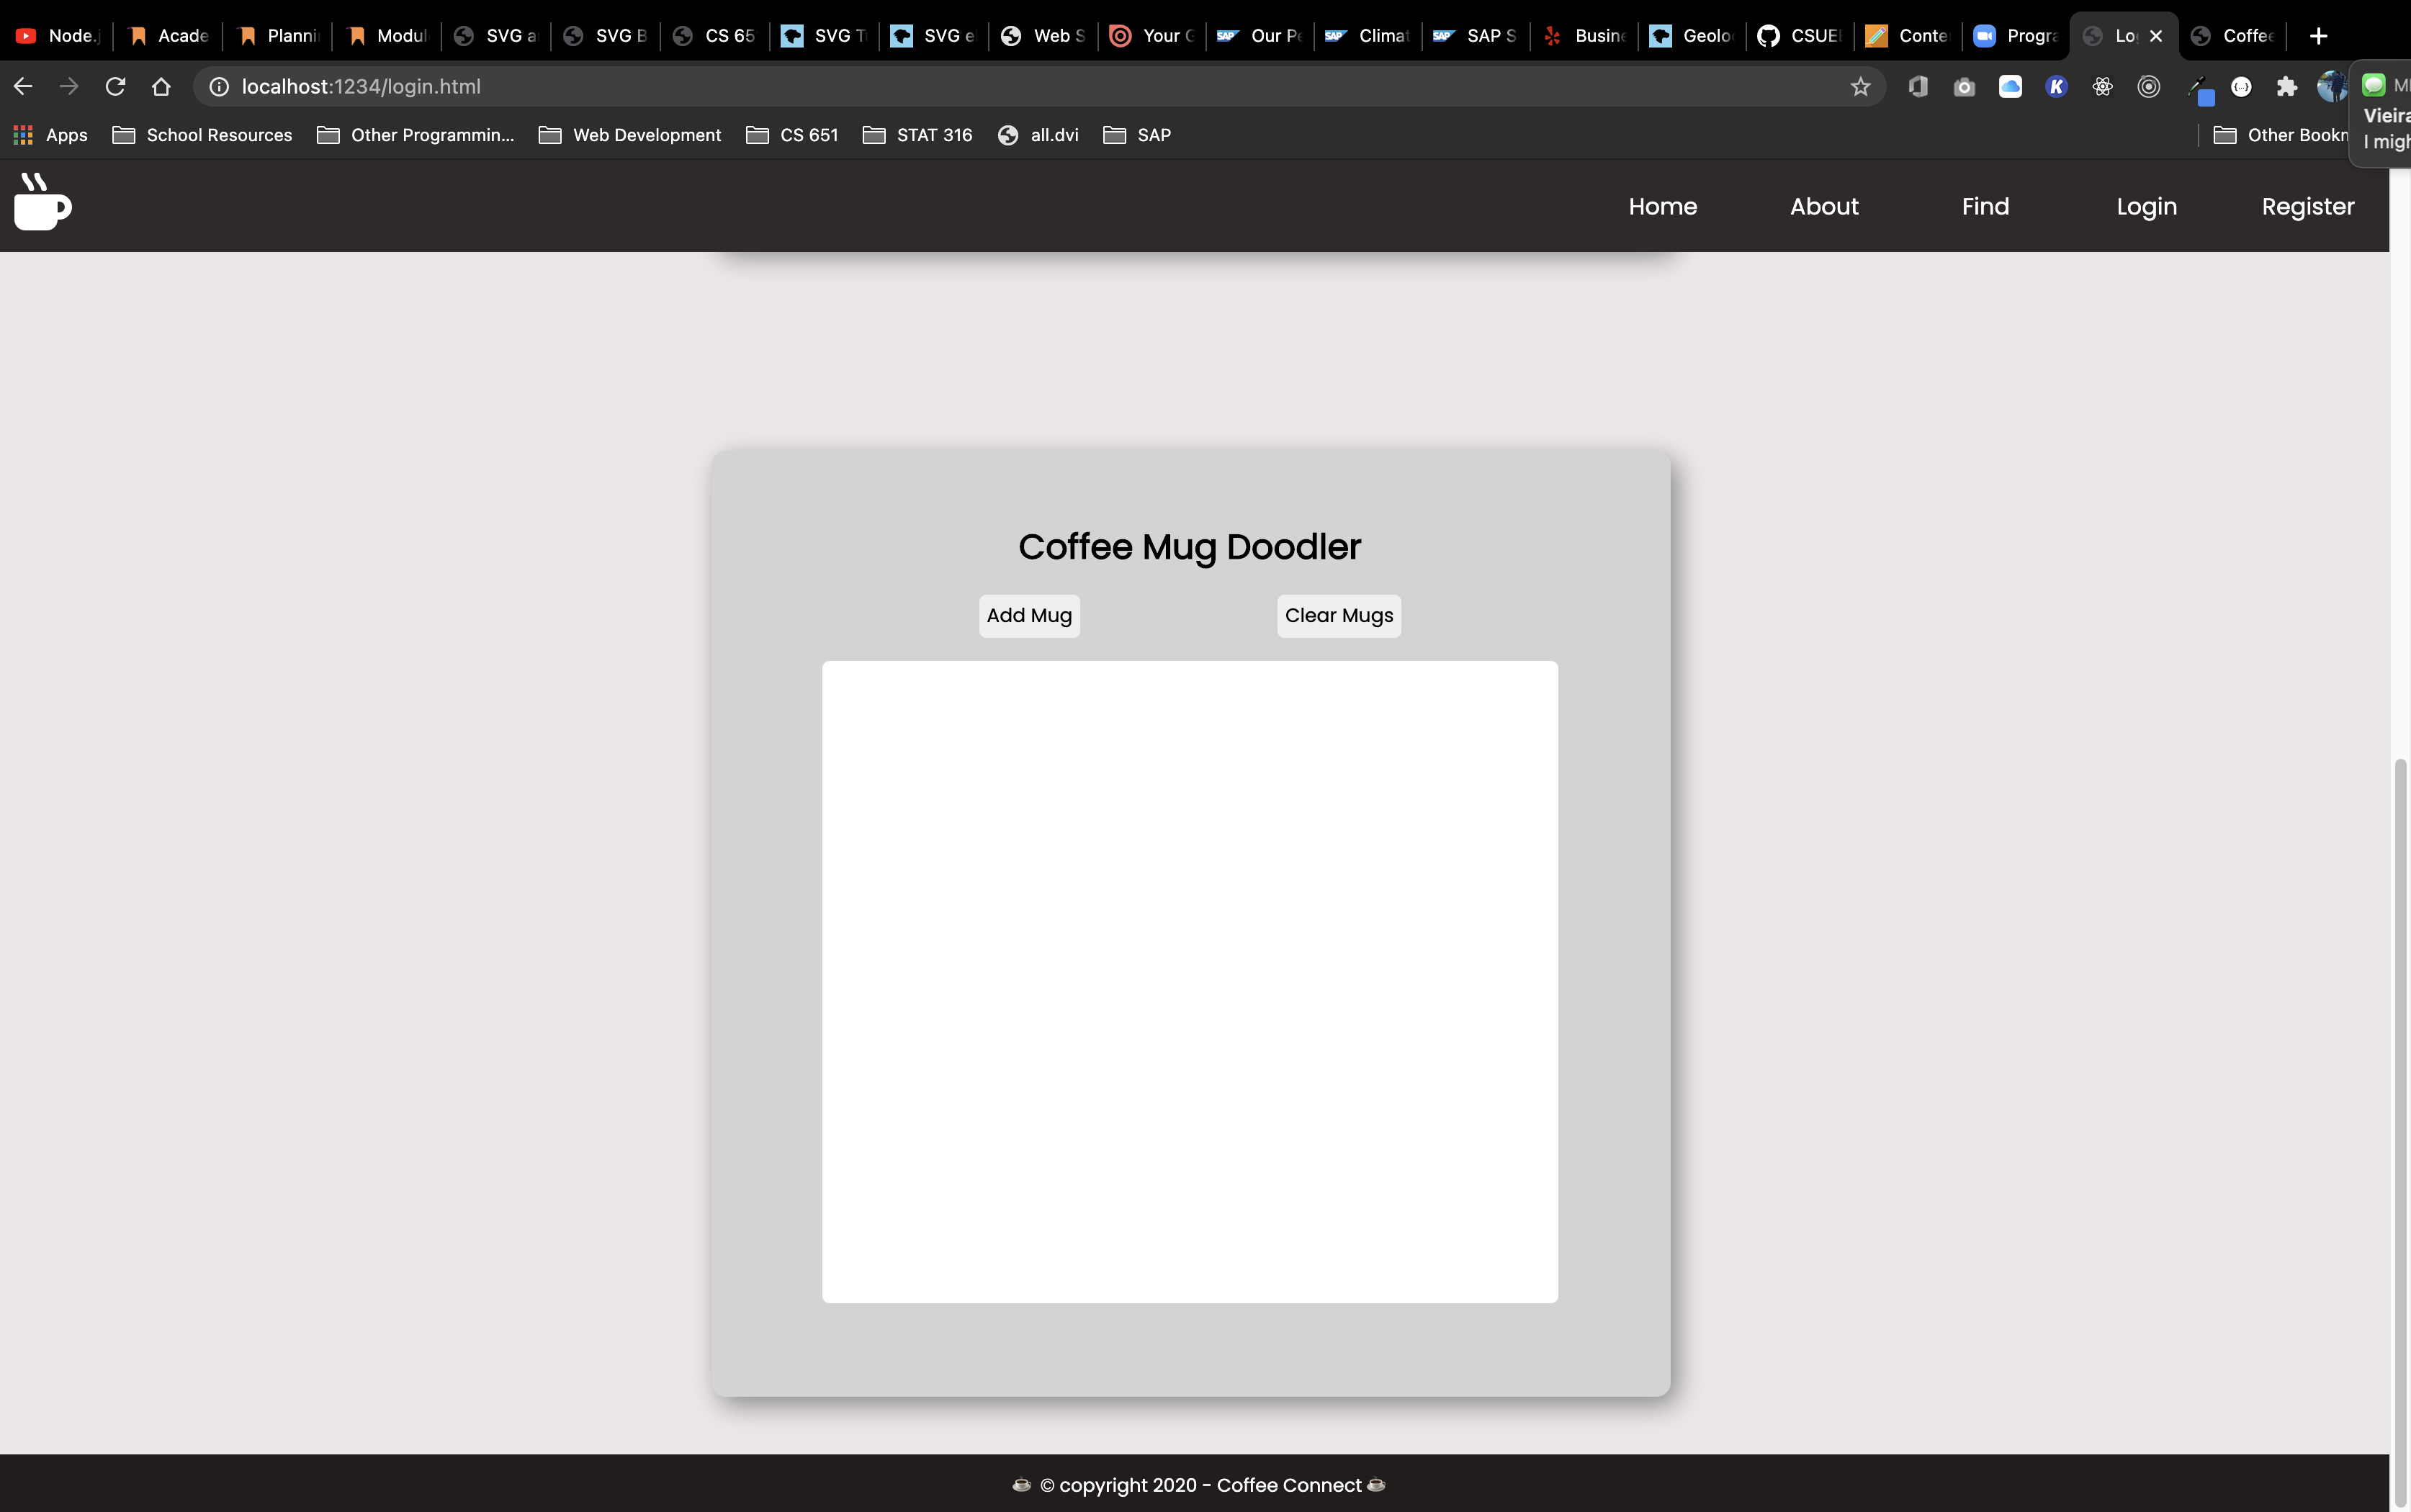 Node.j Acade Planni Modul SVG a SVG B CS 65 SVG T SVG e Web S Your G Our Pe Climat SAP S Busine Geolo CSUE Conte Progra Lo Coffee
localhost:1234/login.html
Apps School Resources Other Programmin... Web Development CS 651 STAT 316 all.dvi SAP Other Bookm
Vieira
I migh
Home About Find Login Register
Coffee Mug Doodler
Add Mug Clear Mugs
© copyright 2020 - Coffee Connect